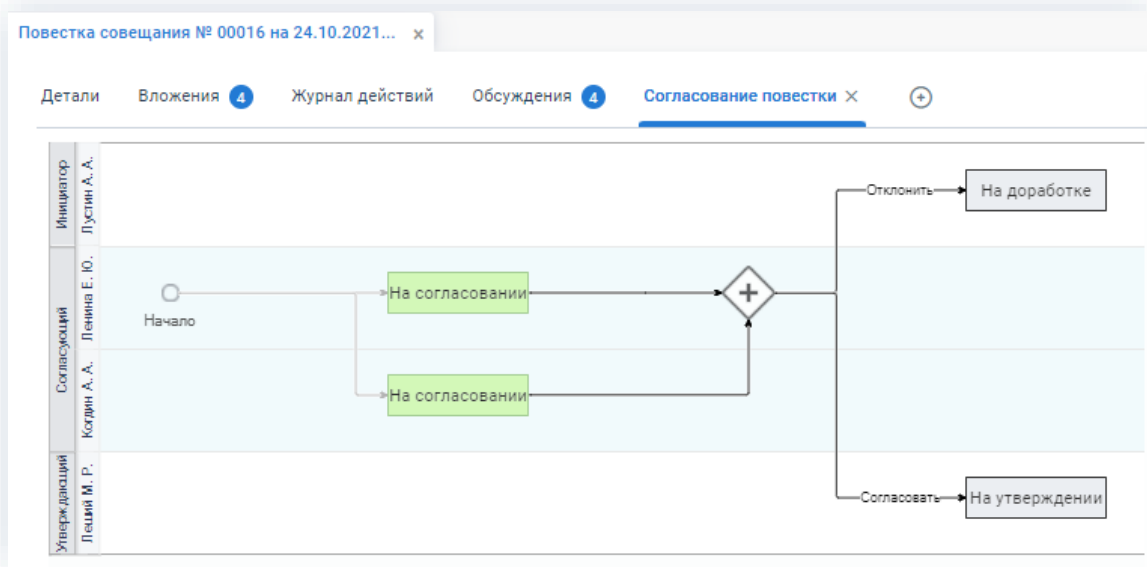 Повестка совещания № 00016 на 24.10.2021... x
Детали Вложения 4 Журнал действий Обсуждения 4 Согласование повестки ×
Инициатор
Лустин А. А.
Отклонить
На доработке
Согласующий
Ленина Е. Ю.
Начало
На согласовании
Когдин А. А.
На согласовании
Утверждающий
Леший М. Р.
Согласовать
На утверждении